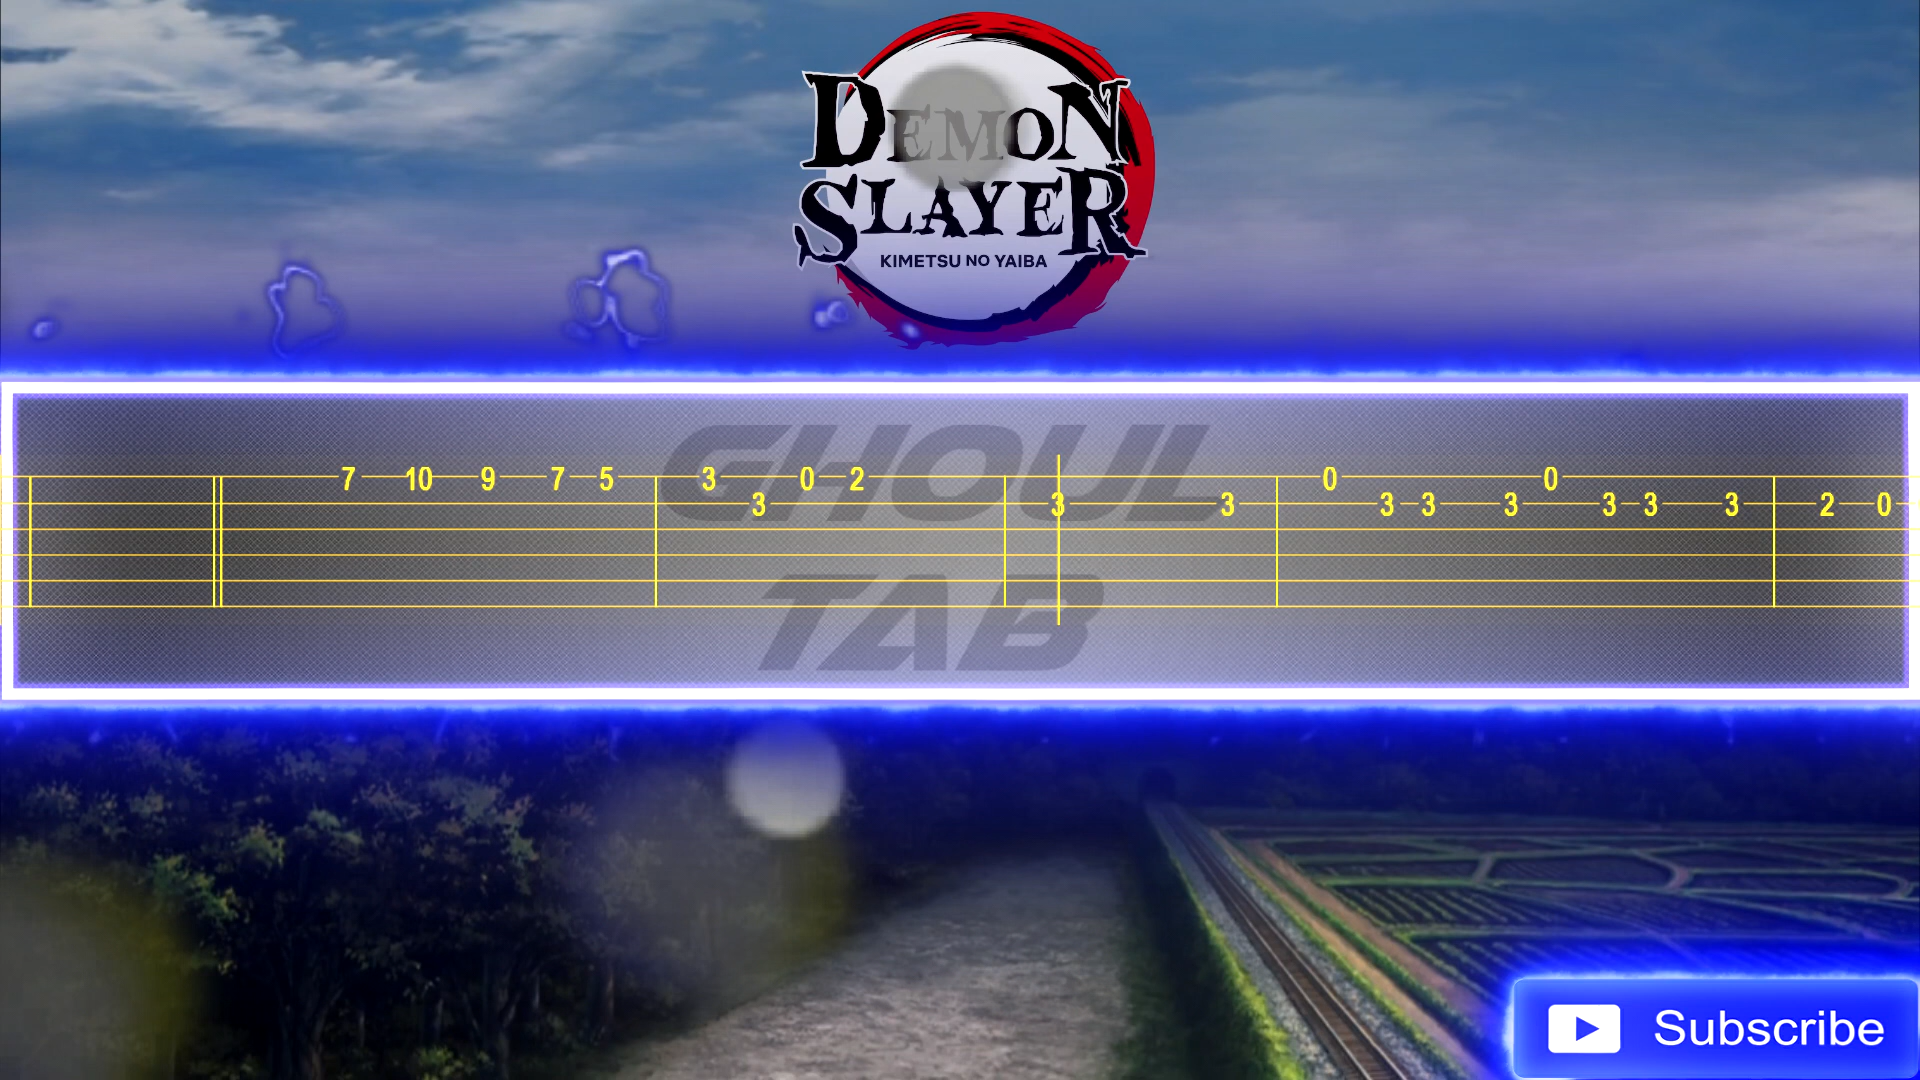 DEMON
SLAYER
KIMETSU NO YAIBA
GHOUL
7 10 9 7 5 3 0 2 0 0
3 3 3 3 3 3 3 3 3 2 0
TAB
Subscribe